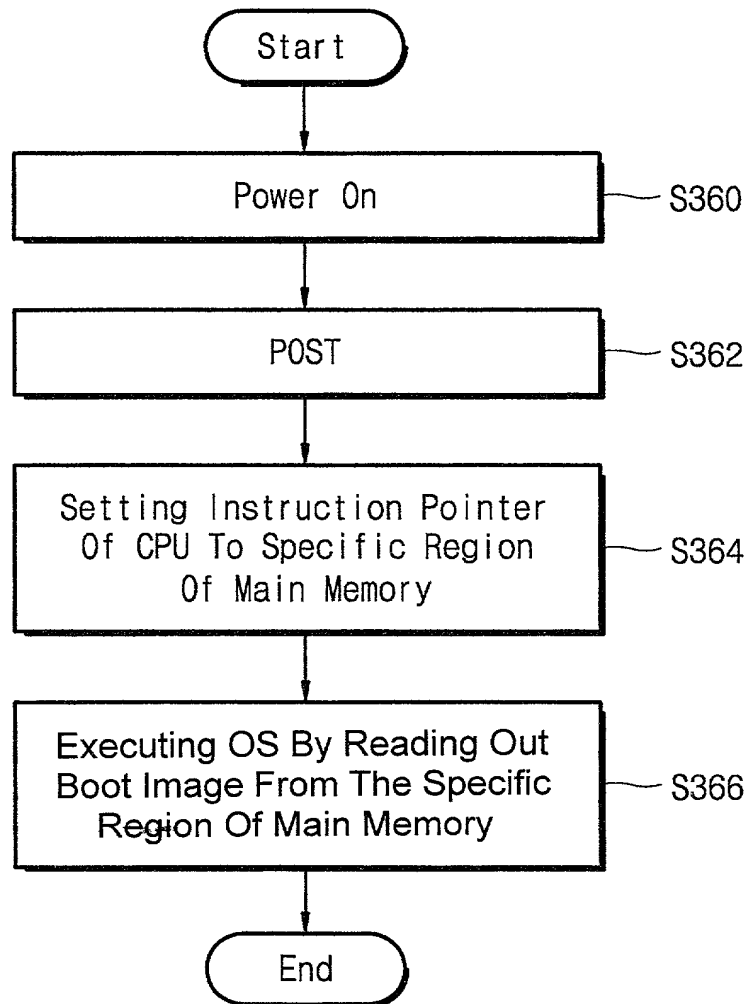 Start
Power On
S360
POST
S362
Setting Instruction Pointer
Of CPU To Specific Region
Of Main Memory
S364
Executing OS By Reading Out
Boot Image From The Specific
Region Of Main Memory
S366
End